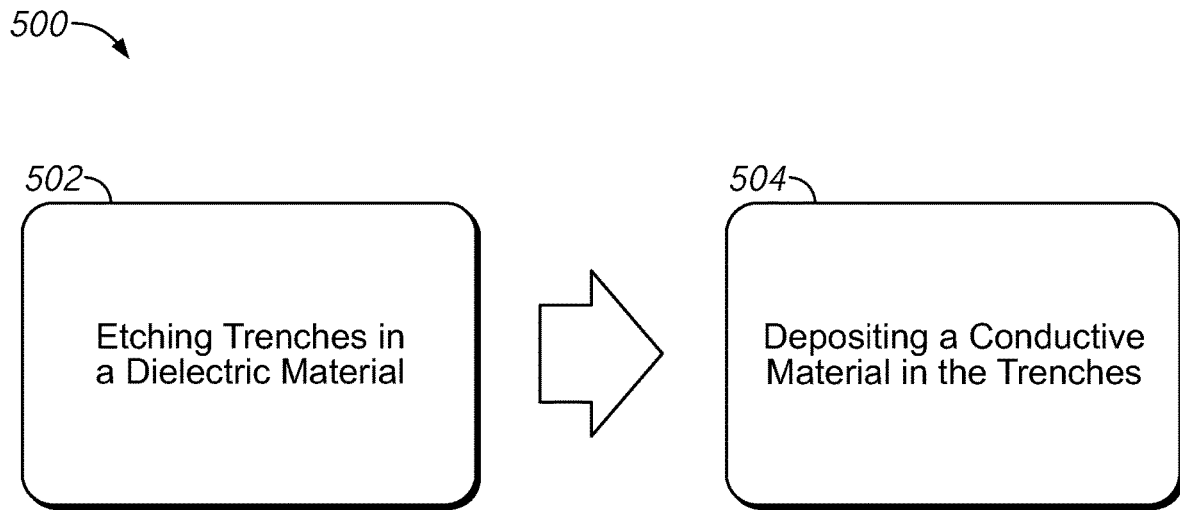 500
502
504
Etching Trenches in
a Dielectric Material
Depositing a Conductive
Material in the Trenches